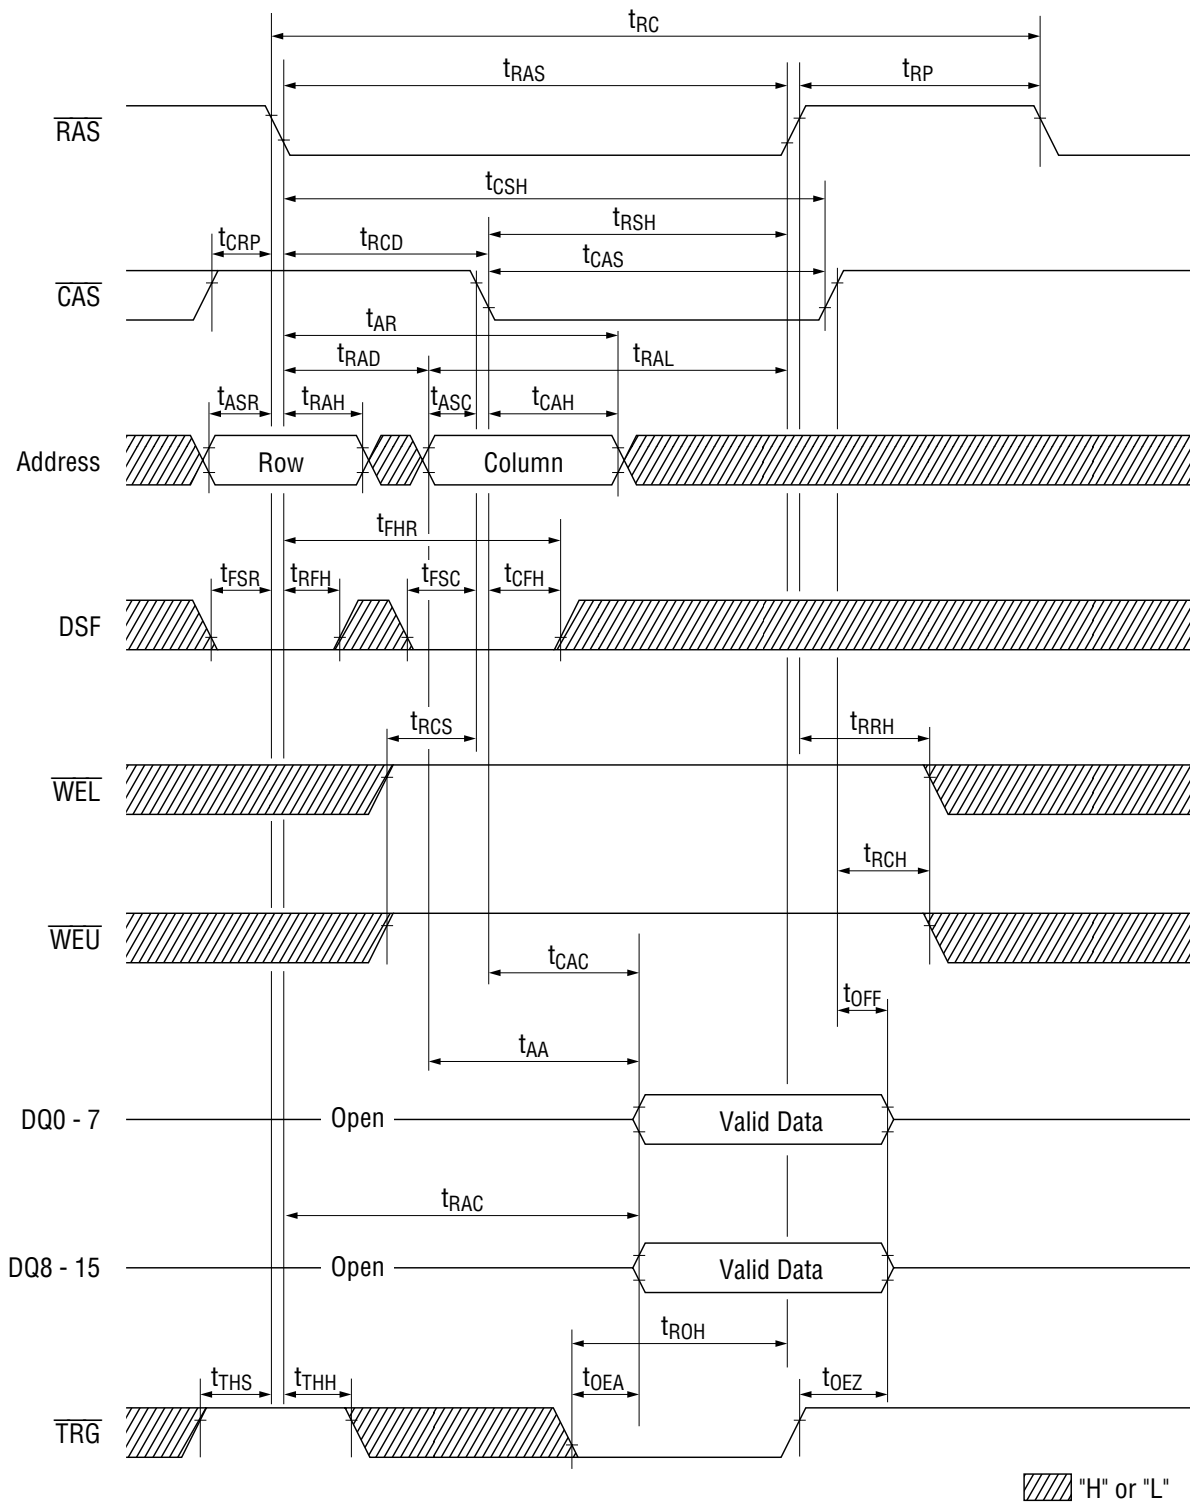 tRC
tRAS
tRP
RAS
tCSH
tRSH
tCRP
tRCD
tCAS
CAS
tAR
tRAD
tRAL
tASR
tRAH
tASC
tCAH
Address
Row
Column
tFHR
tFSR
tRFH
tFSC
tCFH
DSF
tRCS
tRRH
WEL
tRCH
WEU
tCAC
tOFF
tAA
DQ0 - 7
Open
Valid Data
tRAC
DQ8 - 15
Open
Valid Data
tROH
tTHS
tTHH
tOEA
tOEZ
TRG
"H" or "L"